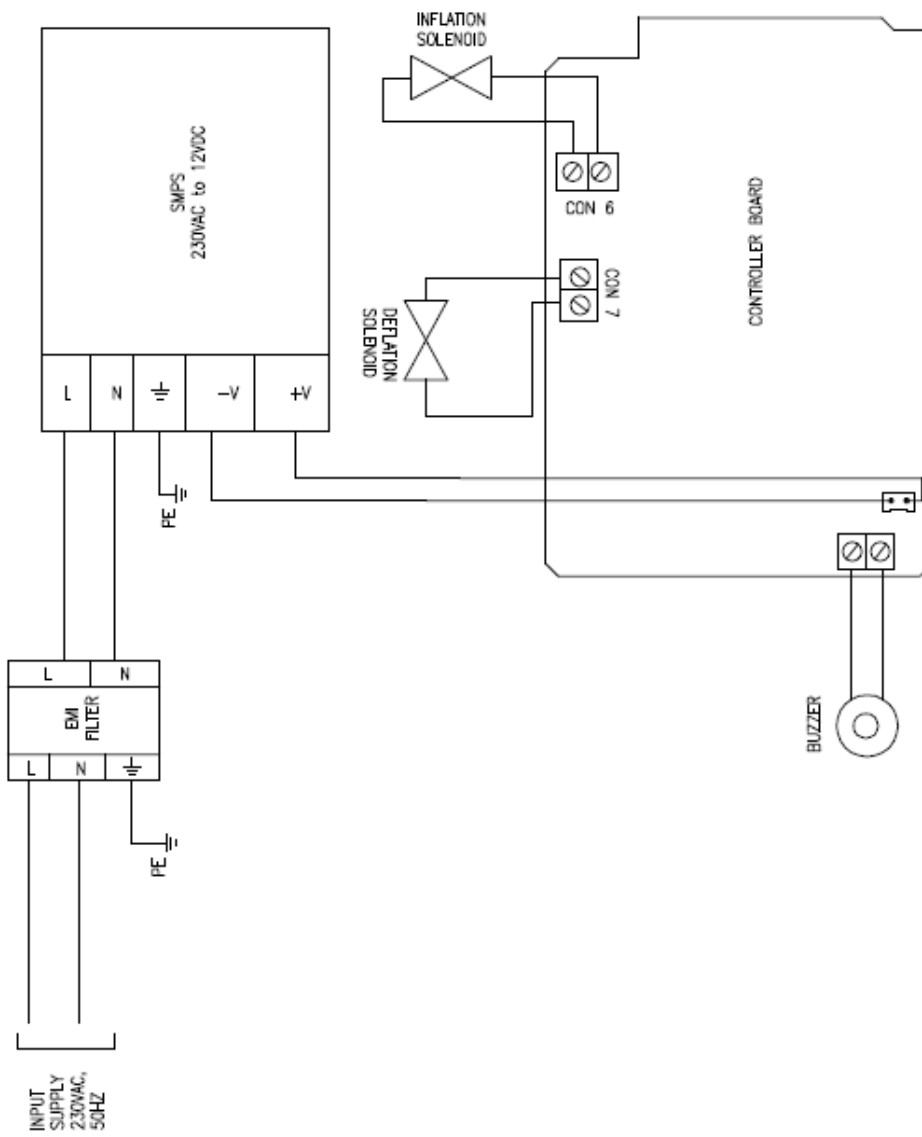 INFLATION
SOLENOID
SMPS
230VAC to 12VDC
CON 6
CONTROLLER BOARD
CON 7
DEFLATION
SOLENOID
L
N
-V
+V
PE
L
N
EMI
FILTER
BUZZER
L
N
PE
INPUT
SUPPLY
230VAC,
50HZ